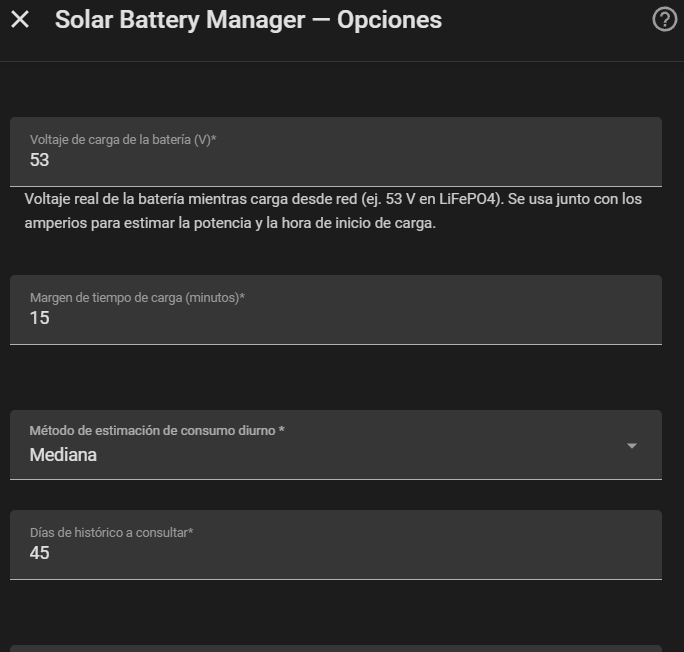 Solar Battery Manager — Opciones
Voltaje de carga de la batería (V)*
53
Voltaje real de la batería mientras carga desde red (ej. 53 V en LiFePO4). Se usa junto con los
amperios para estimar la potencia y la hora de inicio de carga.
Margen de tiempo de carga (minutos)*
15
Método de estimación de consumo diurno *
Mediana
Días de histórico a consultar*
45